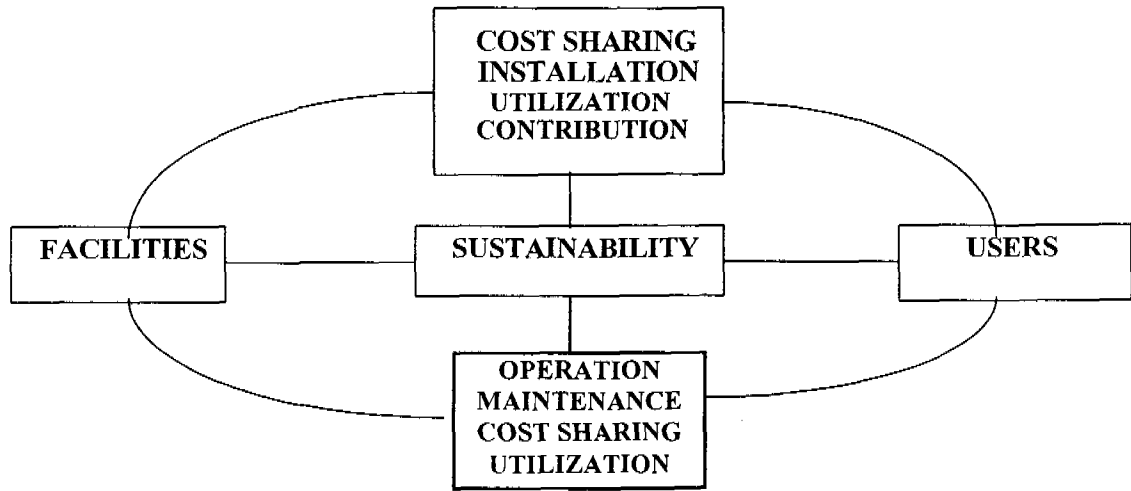 COST SHARING
INSTALLATION
UTILIZATION
CONTRIBUTION
FACILITIES
SUSTAINABILITY
USERS
OPERATION
MAINTENANCE
COST SHARING
UTILIZATION